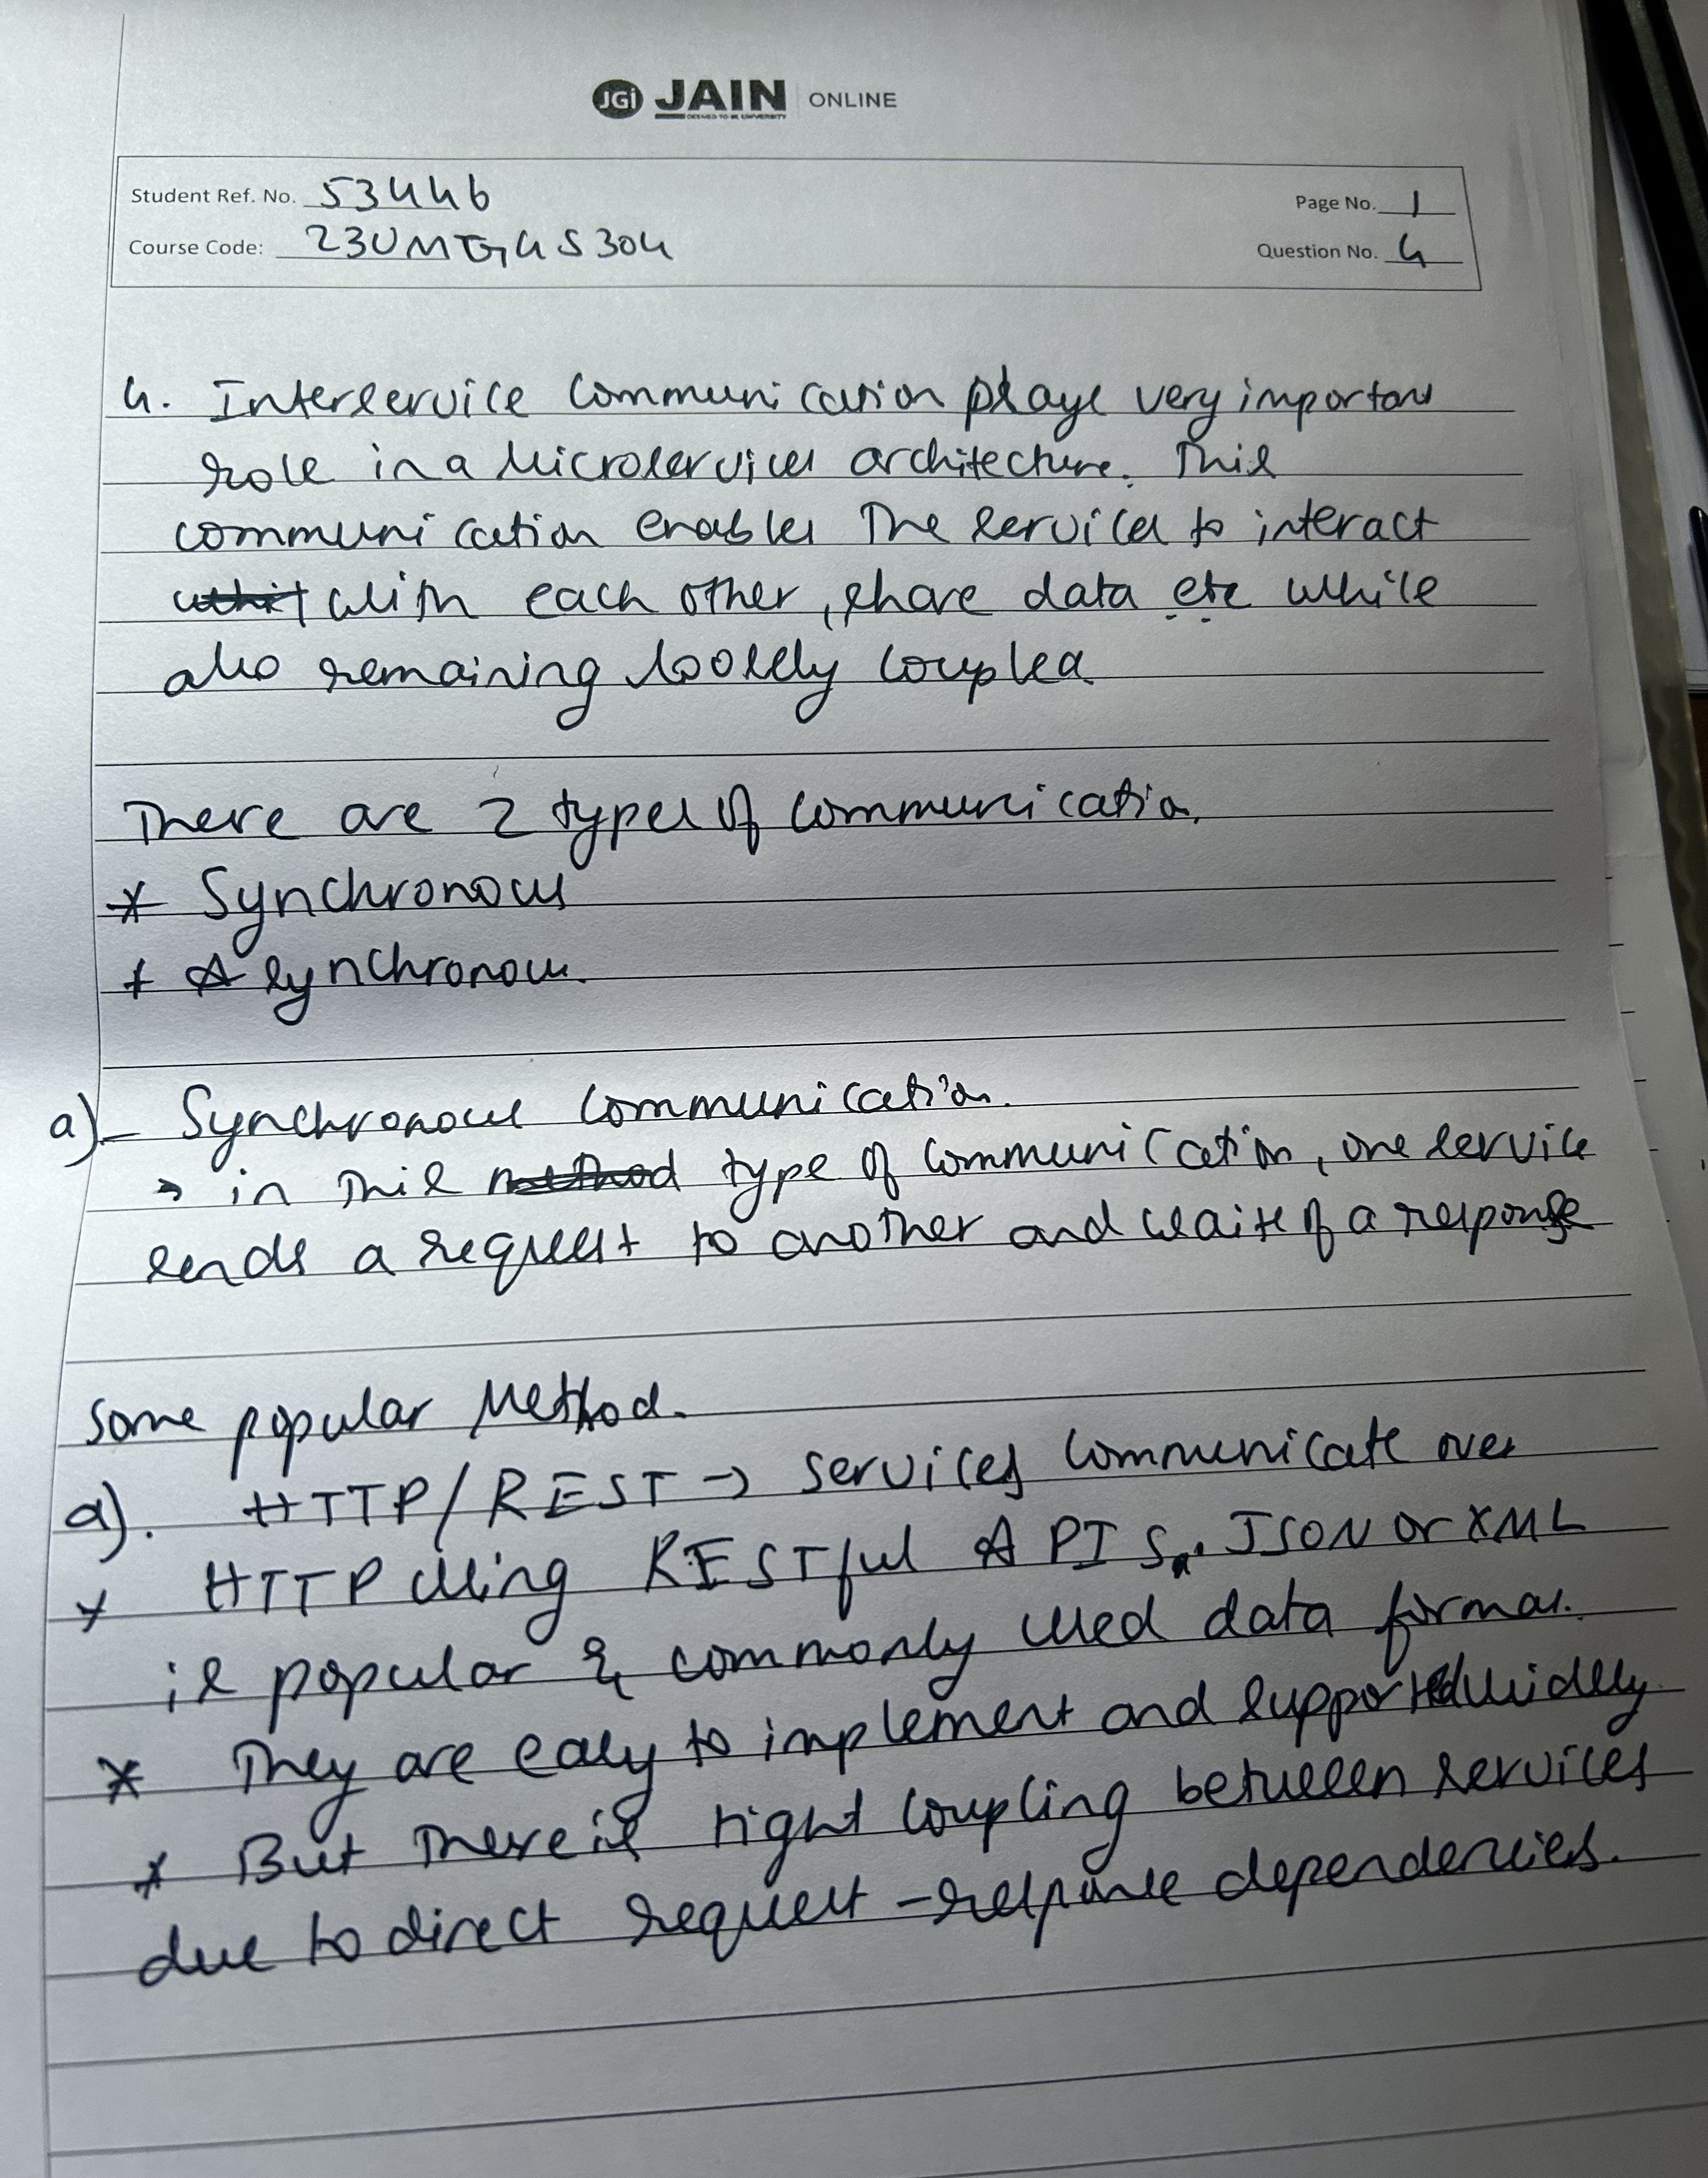 JGi JAIN ONLINE
DEEMED-TO-BE UNIVERSITY
Student Ref. No. 53446
Page No. 1
Course Code: 23UMGGS304
Question No. 4
4. Interservice Communication plays very important
role in a Microservices architecture. This
communication enables The services to interact
with each other, share data etc while
also remaining loosely coupled
There are 2 types of Communication.
* Synchronous
* Asynchronous.
a) - Synchronous Communication.
→ in This method type of Communication, one service
sends a request to another and waits of a response
some popular Method.
a). HTTP/REST → services Communicate over
* HTTP using RESTful APIS. JSON or XML
is popular & commonly used data format.
* They are easy to implement and supported widely
* But There is tight Coupling between services
due to direct request - response dependencies.